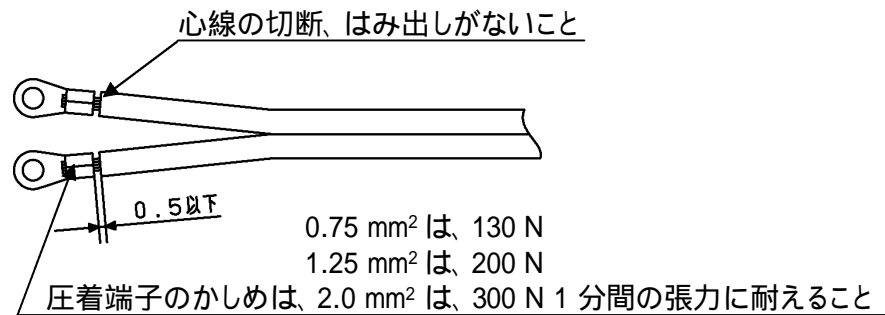 心線の切断、はみ出しがないこと
0.5以下
0.75 mm² は、130 N
1.25 mm² は、200 N
圧着端子のかしめは、2.0 mm² は、300 N 1 分間の張力に耐えること